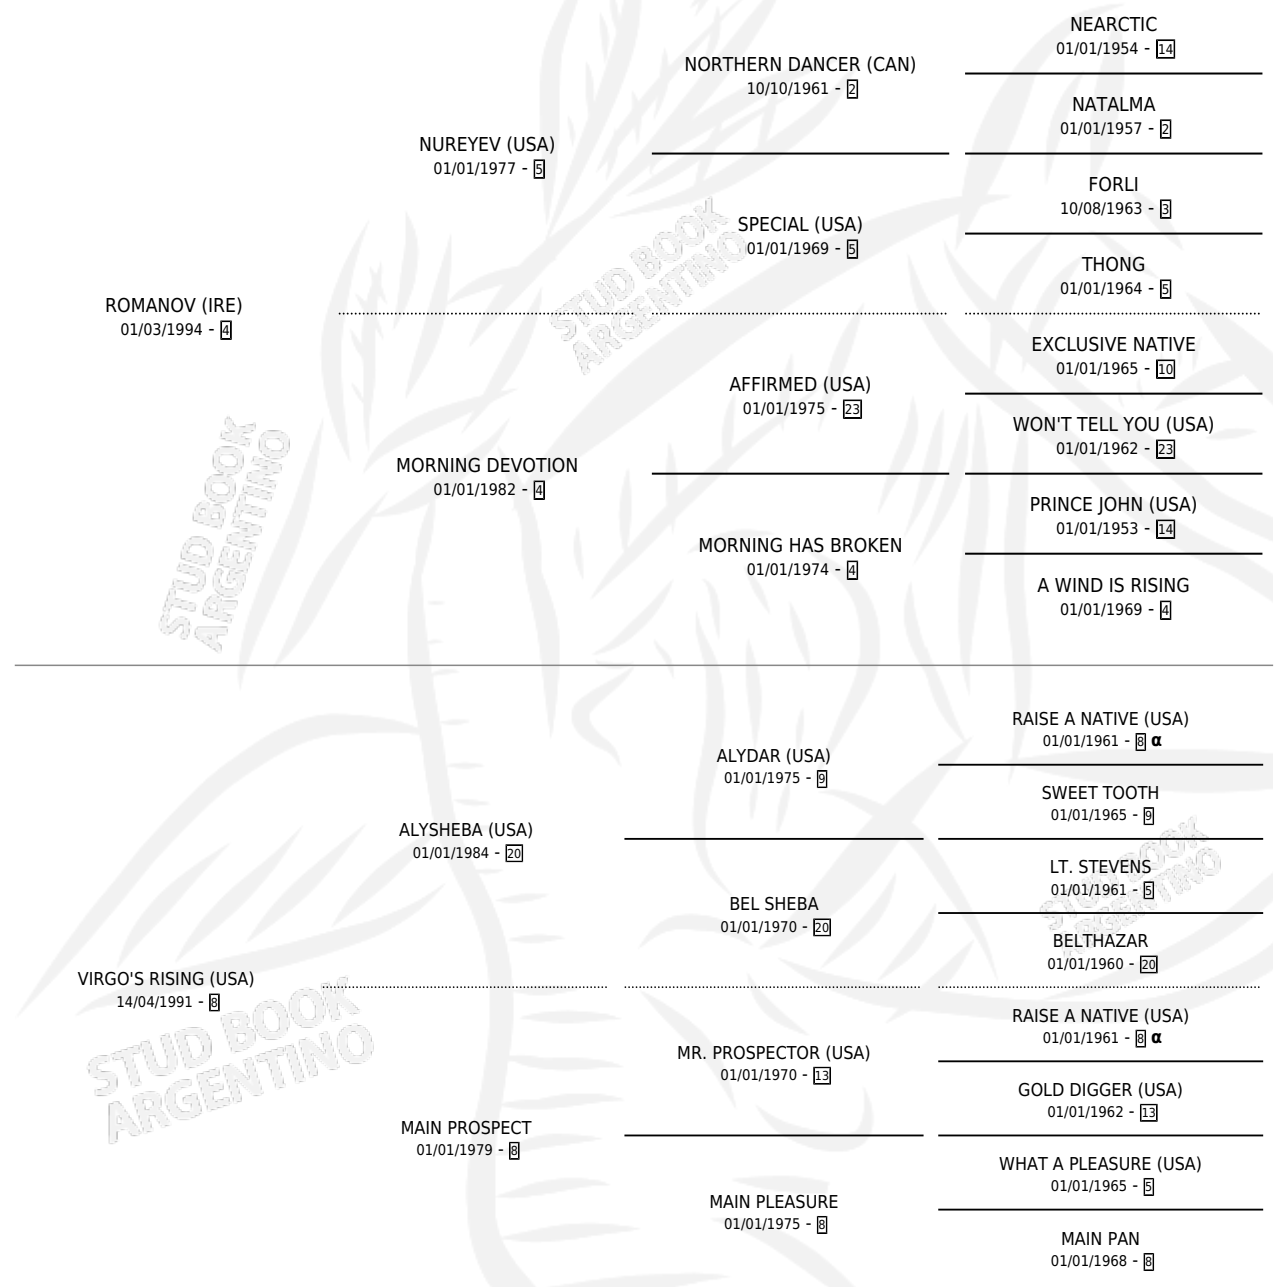 ROMANOV (IRE)
01/03/1994 - 4
NUREYEV (USA)
01/01/1977 - 5
MORNING DEVOTION
01/01/1982 - 4
NORTHERN DANCER (CAN)
10/10/1961 - 2
SPECIAL (USA)
01/01/1969 - 5
AFFIRMED (USA)
01/01/1975 - 23
MORNING HAS BROKEN
01/01/1974 - 4
NEARCTIC
01/01/1954 - 14
NATALMA
01/01/1957 - 2
FORLI
10/08/1963 - 3
THONG
01/01/1964 - 5
EXCLUSIVE NATIVE
01/01/1965 - 10
WON'T TELL YOU (USA)
01/01/1962 - 23
PRINCE JOHN (USA)
01/01/1953 - 14
A WIND IS RISING
01/01/1969 - 4
STUD BOOK
ARGENTINO
STUD BOOK
ARGENTINO
VIRGO'S RISING (USA)
14/04/1991 - 8
ALYSHEBA (USA)
01/01/1984 - 20
MAIN PROSPECT
01/01/1979 - 8
ALYDAR (USA)
01/01/1975 - 9
BEL SHEBA
01/01/1970 - 20
MR. PROSPECTOR (USA)
01/01/1970 - 13
MAIN PLEASURE
01/01/1975 - 8
RAISE A NATIVE (USA)
01/01/1961 - 8 α
SWEET TOOTH
01/01/1965 - 9
LT. STEVENS
01/01/1961 - 5
BELTHAZAR
01/01/1960 - 20
RAISE A NATIVE (USA)
01/01/1961 - 8 α
GOLD DIGGER (USA)
01/01/1962 - 13
WHAT A PLEASURE (USA)
01/01/1965 - 5
MAIN PAN
01/01/1968 - 8
STUD BOOK
ARGENTINO
STUD BOOK
ARGENTINO